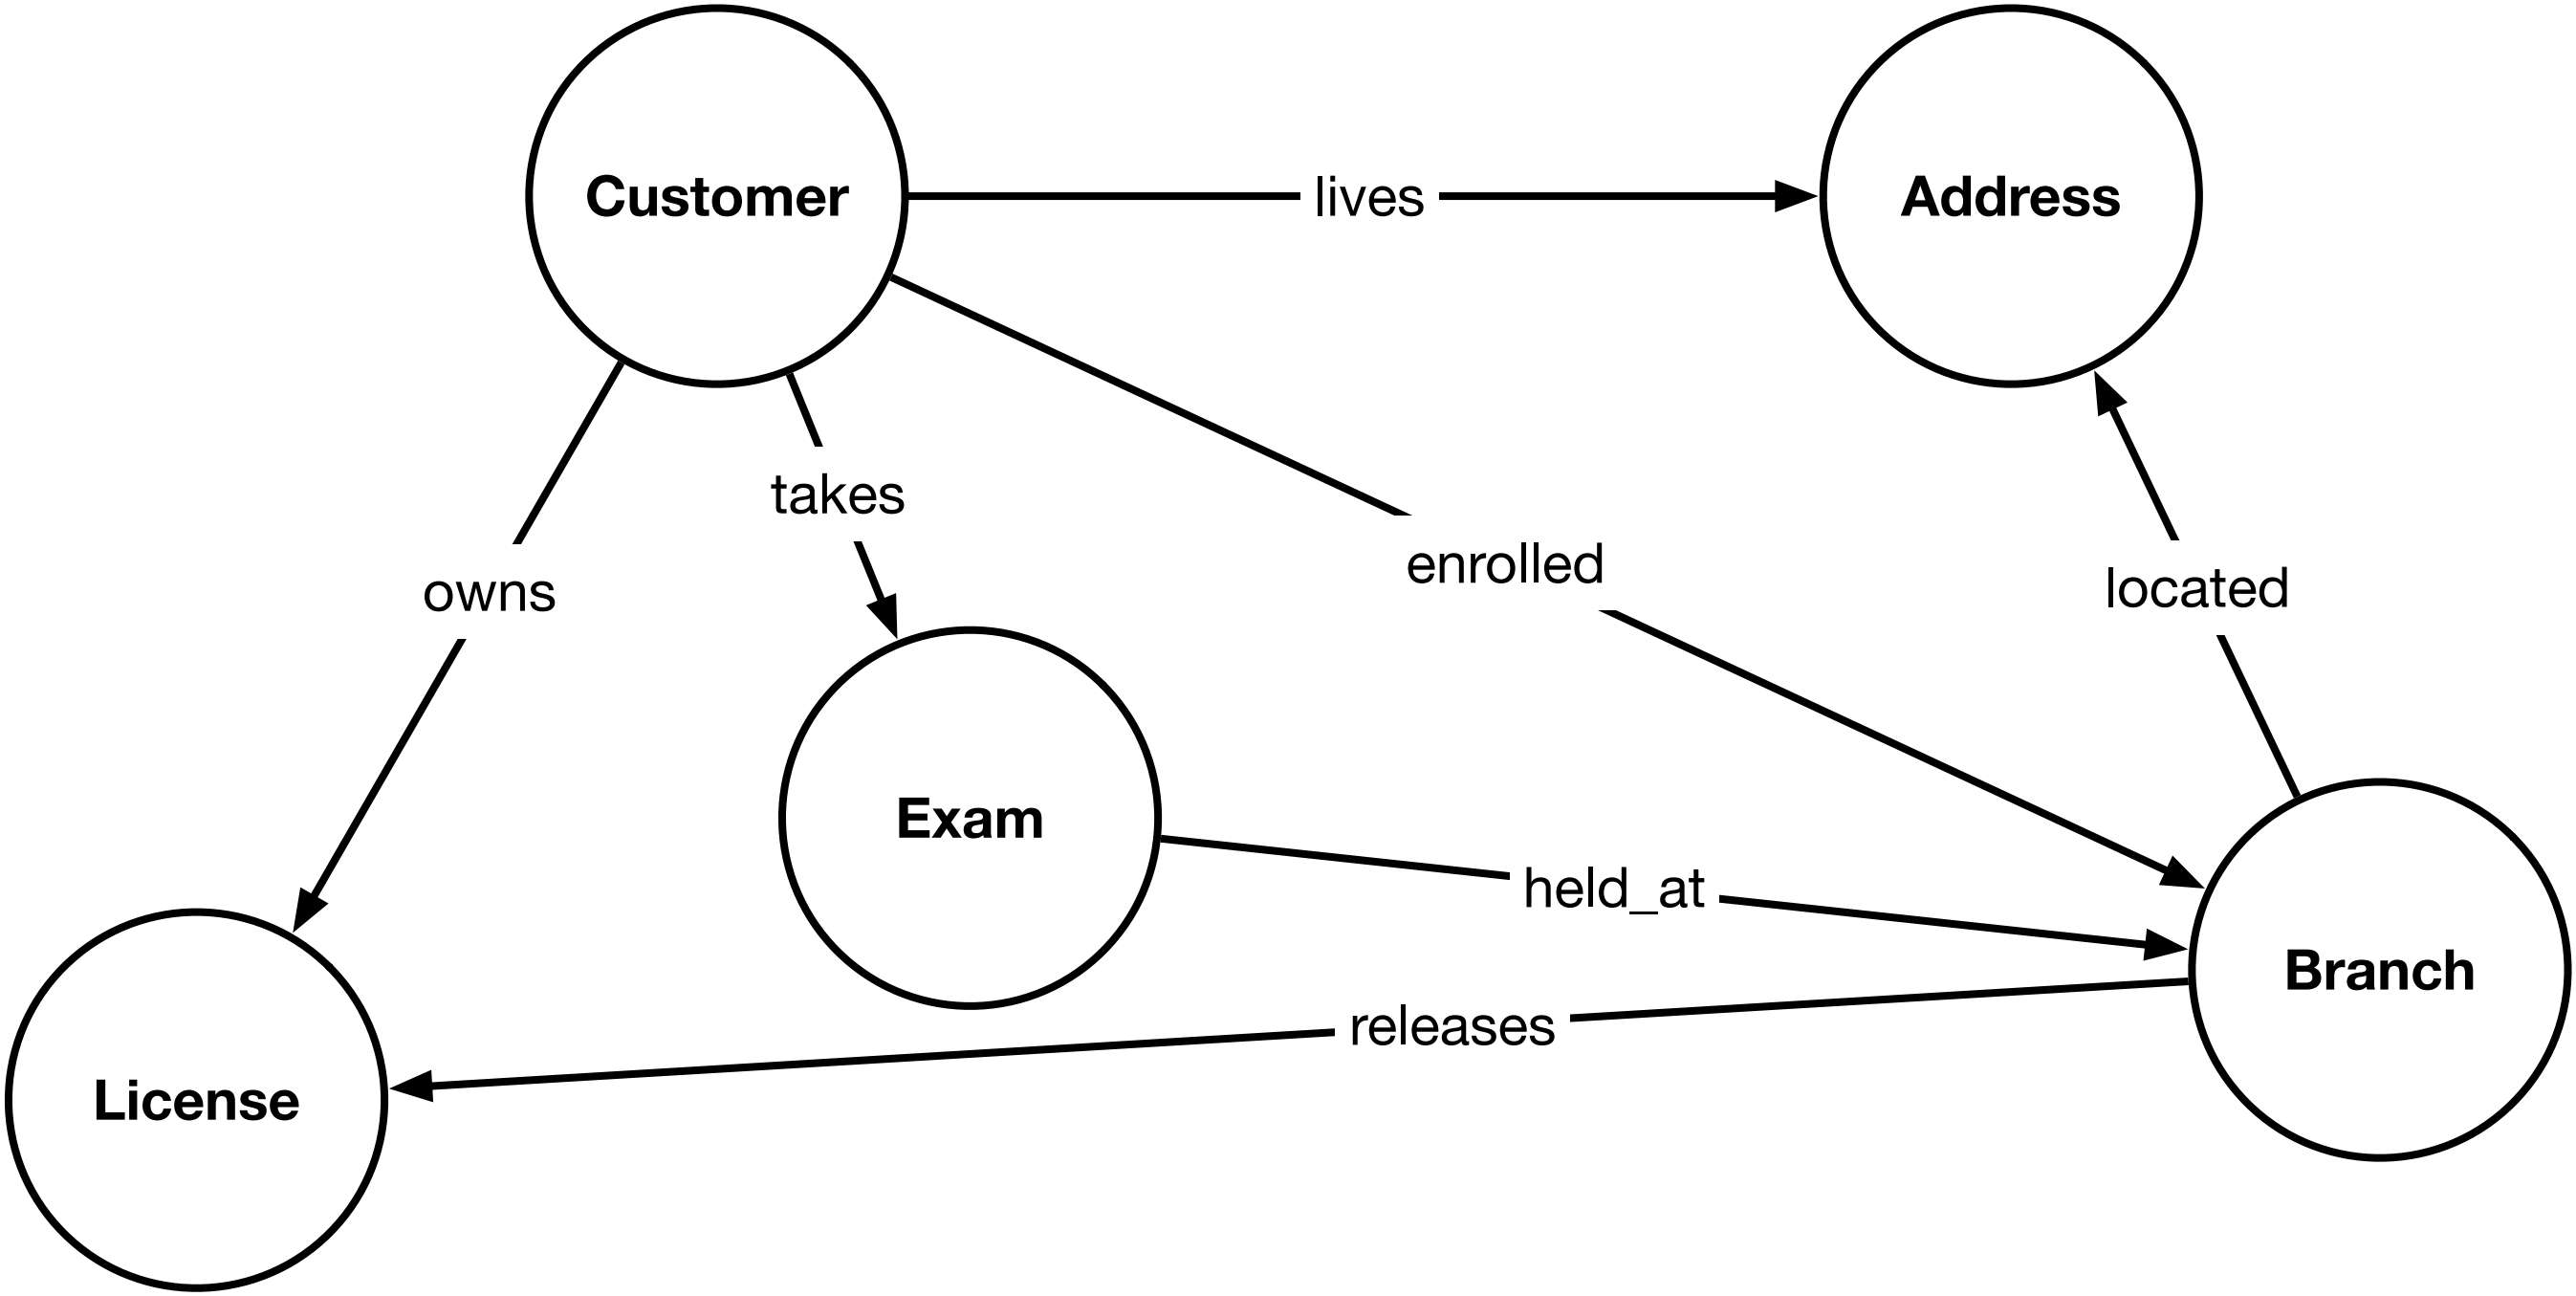 Customer
lives
Address
takes
enrolled
owns
located
Exam
held_at
Branch
releases
License